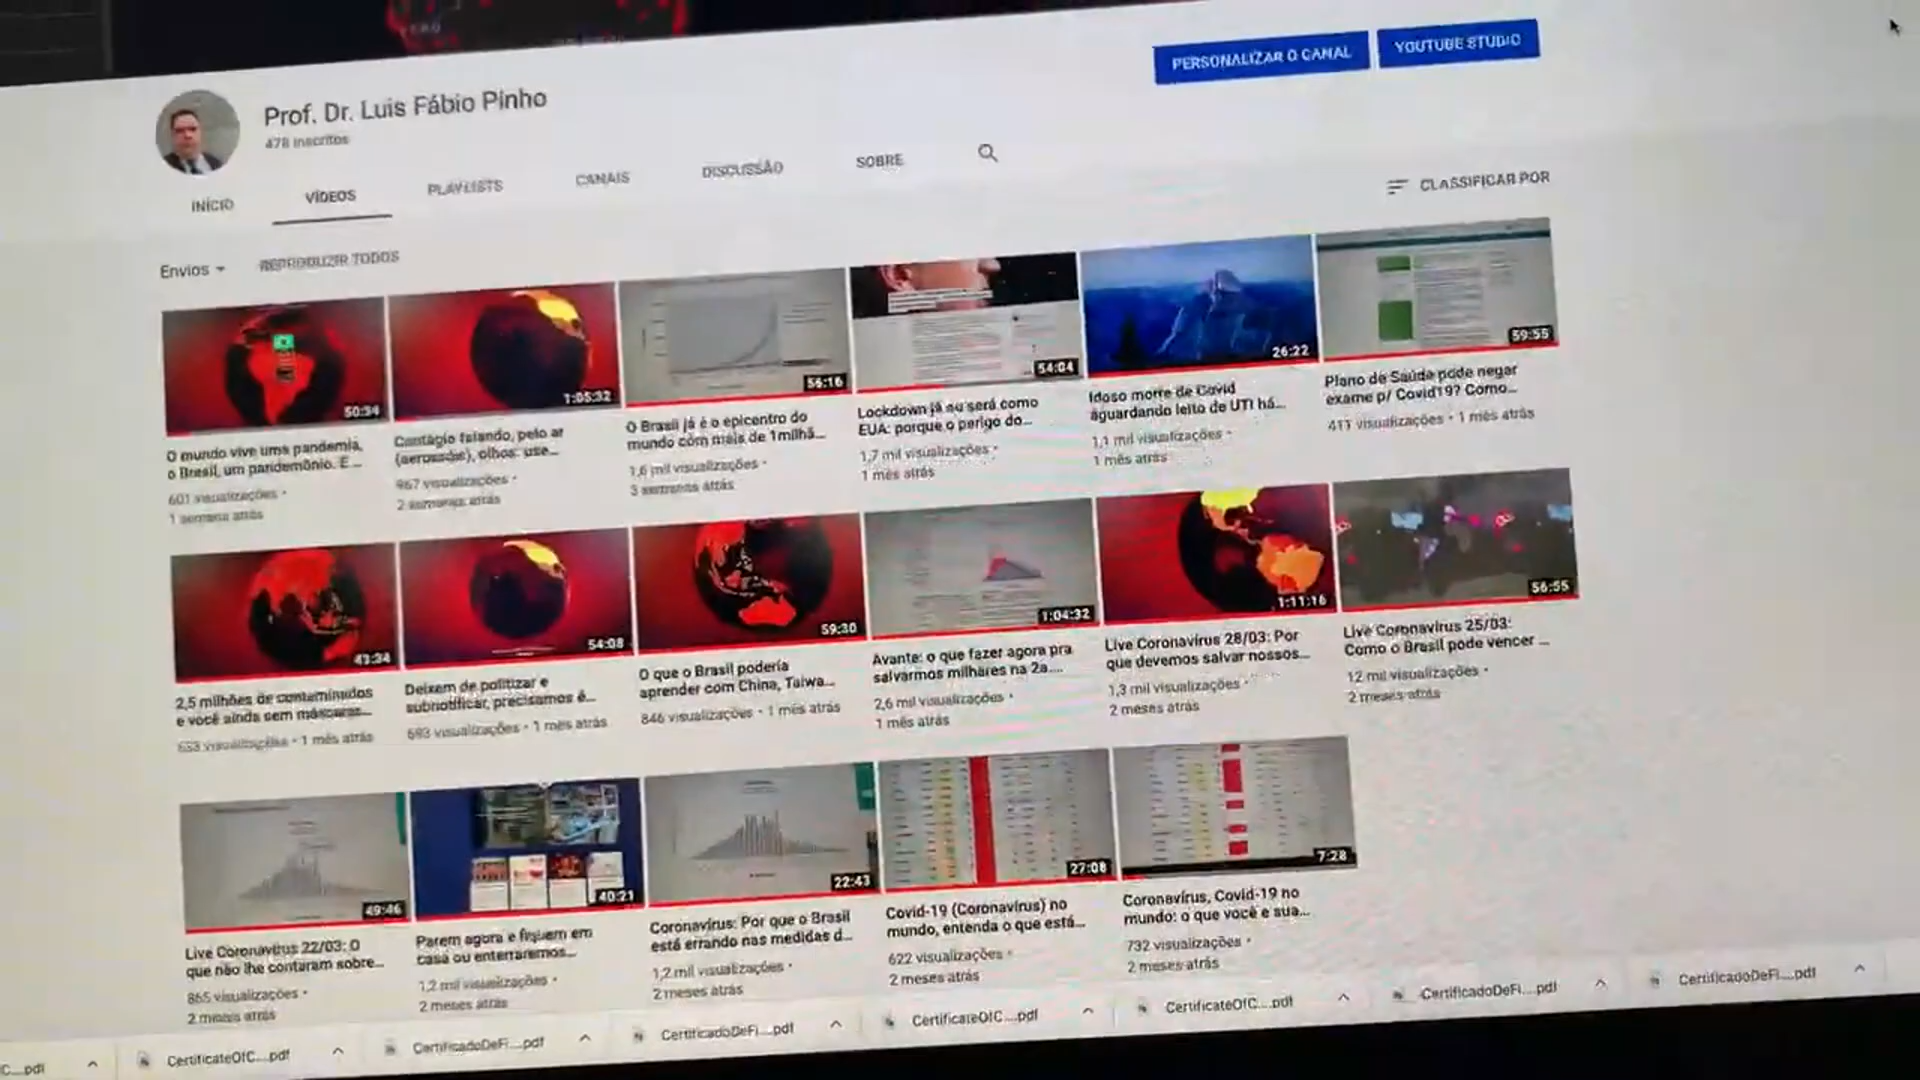 PERSONALIZAR O CANAL
YOUTUBE STUDIO
Prof. Dr. Luis Fábio Pinho
478 inscritos
INÍCIO
VÍDEOS
PLAYLISTS
CANAIS
DISCUSSÃO
SOBRE
CLASSIFICAR POR
Envios
REPRODUZIR TODOS
50:34
1:05:32
56:16
54:04
26:22
59:55
O mundo vive uma pandemia,
o Brasil, um pandemônio. E...
601 visualizações •
1 semana atrás
Contágio falando, pelo ar
(aerossóis), olhos: use...
967 visualizações •
2 semanas atrás
O Brasil já é o epicentro do
mundo com mais de 1milhã...
1,6 mil visualizações •
3 semanas atrás
Lockdown já ou será como
EUA: porque o perigo do...
1,7 mil visualizações •
1 mês atrás
Idoso morre de Covid
aguardando leito de UTI há...
1,1 mil visualizações •
1 mês atrás
Plano de Saúde pode negar
exame p/ Covid19? Como...
411 visualizações • 1 mês atrás
43:34
54:08
59:30
1:04:32
1:11:16
56:55
2,5 milhões de contaminados
e você ainda sem máscaras...
653 visualizações • 1 mês atrás
Deixem de politizar e
subnotificar, precisamos é...
693 visualizações • 1 mês atrás
O que o Brasil poderia
aprender com China, Taiwa...
846 visualizações • 1 mês atrás
Avante: o que fazer agora pra
salvarmos milhares na 2a....
2,6 mil visualizações •
1 mês atrás
Live Coronavírus 28/03: Por
que devemos salvar nossos...
1,3 mil visualizações •
2 meses atrás
Live Coronavírus 25/03:
Como o Brasil pode vencer ...
12 mil visualizações •
2 meses atrás
49:46
40:21
22:43
27:08
7:28
Live Coronavírus 22/03: O
que não lhe contaram sobre...
865 visualizações •
2 meses atrás
Parem agora e fiquem em
casa ou enterraremos...
1,2 mil visualizações •
2 meses atrás
Coronavírus: Por que o Brasil
está errando nas medidas d...
1,2 mil visualizações •
2 meses atrás
Covid-19 (Coronavírus) no
mundo, entenda o que está...
622 visualizações •
2 meses atrás
Coronavírus, Covid-19 no
mundo: o que você e sua...
732 visualizações •
2 meses atrás
C....pdf
CertificateOfC....pdf
CertificadoDeFi....pdf
CertificadoDeFi....pdf
CertificateOfC....pdf
CertificateOfC....pdf
CertificadoDeFi....pdf
CertificadoDeFi....pdf